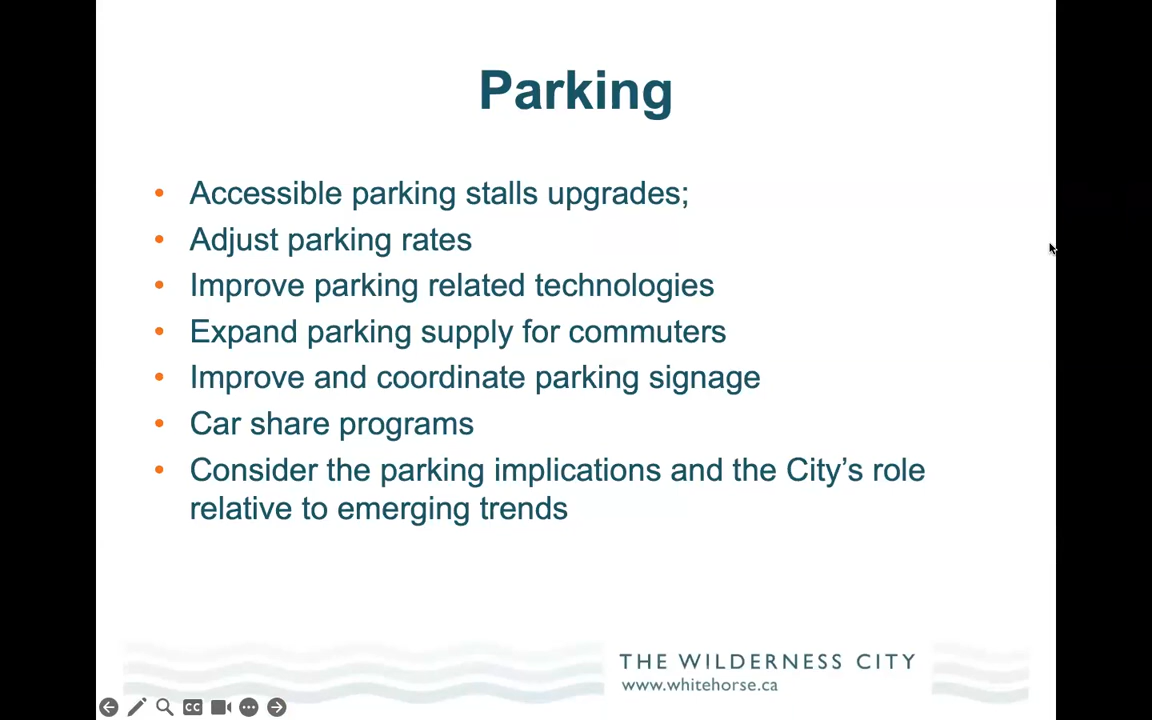 Parking
• Accessible parking stalls upgrades;
• Adjust parking rates
• Improve parking related technologies
• Expand parking supply for commuters
• Improve and coordinate parking signage
• Car share programs
• Consider the parking implications and the City’s role
relative to emerging trends
THE WILDERNESS CITY
www.whitehorse.ca
CC